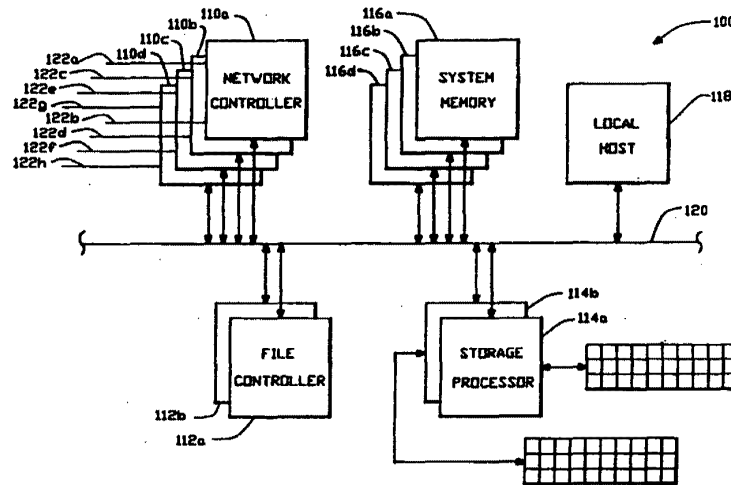 110a
110b
110c
110d
122a
122c
122e
122g
122b
122d
122f
122h
NETWORK
CONTROLLER
116a
116b
116c
116d
SYSTEM
MEMORY
100
118
LOCAL
HOST
120
FILE
CONTROLLER
112b
112a
114b
114a
STORAGE
PROCESSOR